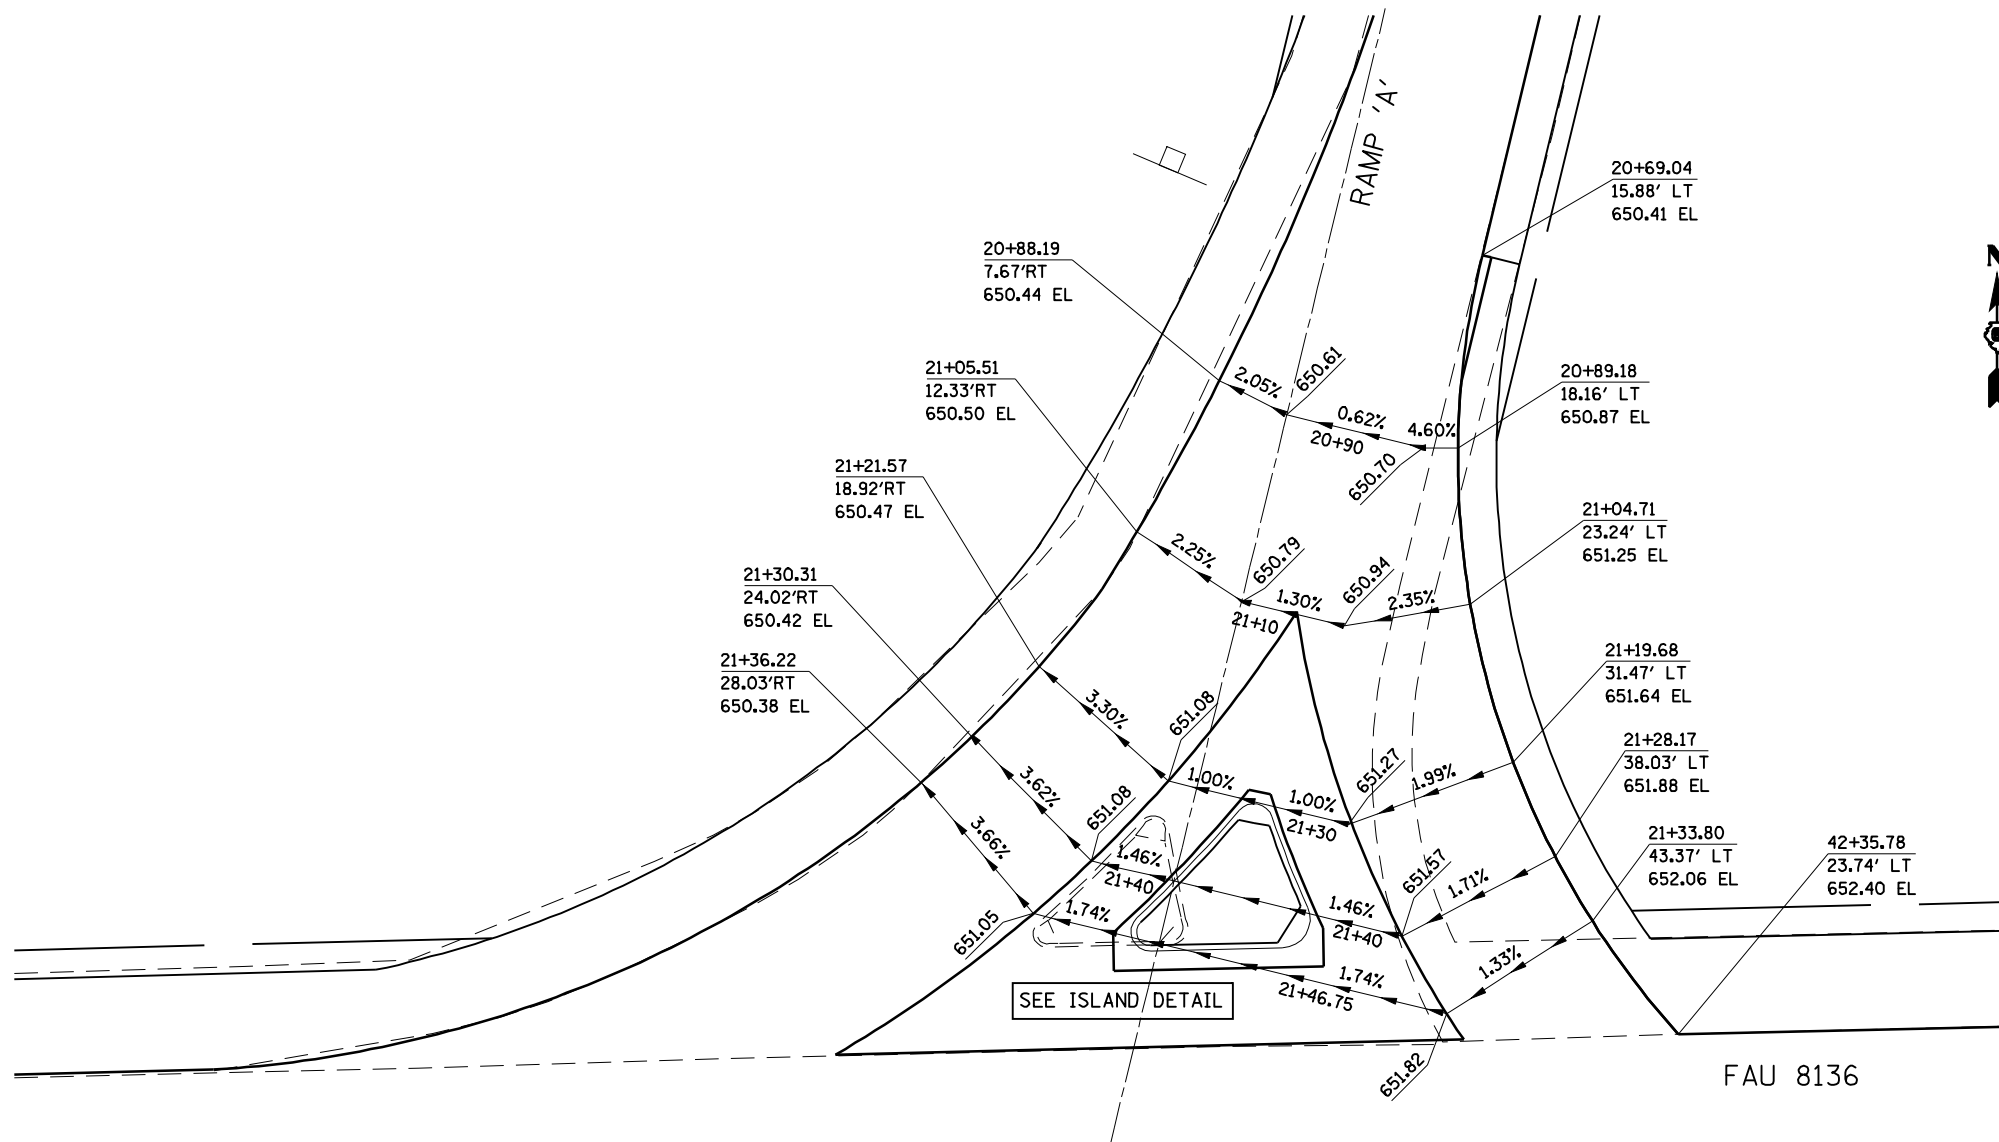 RAMP 'A'
20+69.04
15.88' LT
650.41 EL
20+88.19
7.67'RT
650.44 EL
N
21+05.51
12.33'RT
650.50 EL
2.05%
650.61
0.62%
4.60%
20+90
650.70
20+89.18
18.16' LT
650.87 EL
21+21.57
18.92'RT
650.47 EL
21+04.71
23.24' LT
651.25 EL
2.25%
650.79
1.30%
21+10
650.94
2.35%
21+30.31
24.02'RT
650.42 EL
21+36.22
28.03'RT
650.38 EL
21+19.68
31.47' LT
651.64 EL
3.30%
651.08
1.00%
1.00%
21+30
651.27
1.99%
21+28.17
38.03' LT
651.88 EL
3.62%
651.08
1.46%
21+40
1.46%
21+40
651.57
1.71%
21+33.80
43.37' LT
652.06 EL
42+35.78
23.74' LT
652.40 EL
3.66%
651.05
1.74%
1.74%
21+46.75
1.33%
SEE ISLAND DETAIL
651.82
FAU 8136